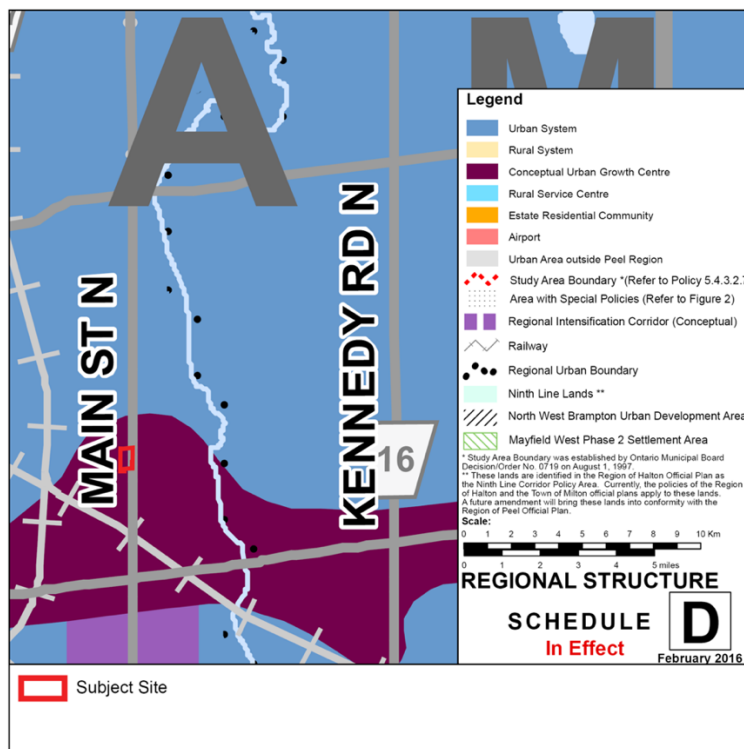 A M
MAIN ST N
KENNEDY RD N
16
Legend
Urban System
Rural System
Conceptual Urban Growth Centre
Rural Service Centre
Estate Residential Community
Airport
Urban Area outside Peel Region
Study Area Boundary *(Refer to Policy 5.4.3.2.7
Area with Special Policies (Refer to Figure 2)
Regional Intensification Corridor (Conceptual)
Railway
Regional Urban Boundary
Ninth Line Lands **
North West Brampton Urban Development Area
Mayfield West Phase 2 Settlement Area
* Study Area Boundary was established by Ontario Municipal Board
Decision/Order No. 0719 on August 1, 1997.
** These lands are identified in the Region of Halton Official Plan as
the Ninth Line Corridor Policy Area. Currently, the policies of the Region
of Halton and the Town of Milton official plans apply to these lands.
A future amendment will bring these lands into conformity with the
Region of Peel Official Plan.
Scale:
0 1 2 3 4 5 6 7 8 9 10 Km
0 1 2 3 4 5 miles
REGIONAL STRUCTURE
SCHEDULE D
In Effect
February 2016
Subject Site